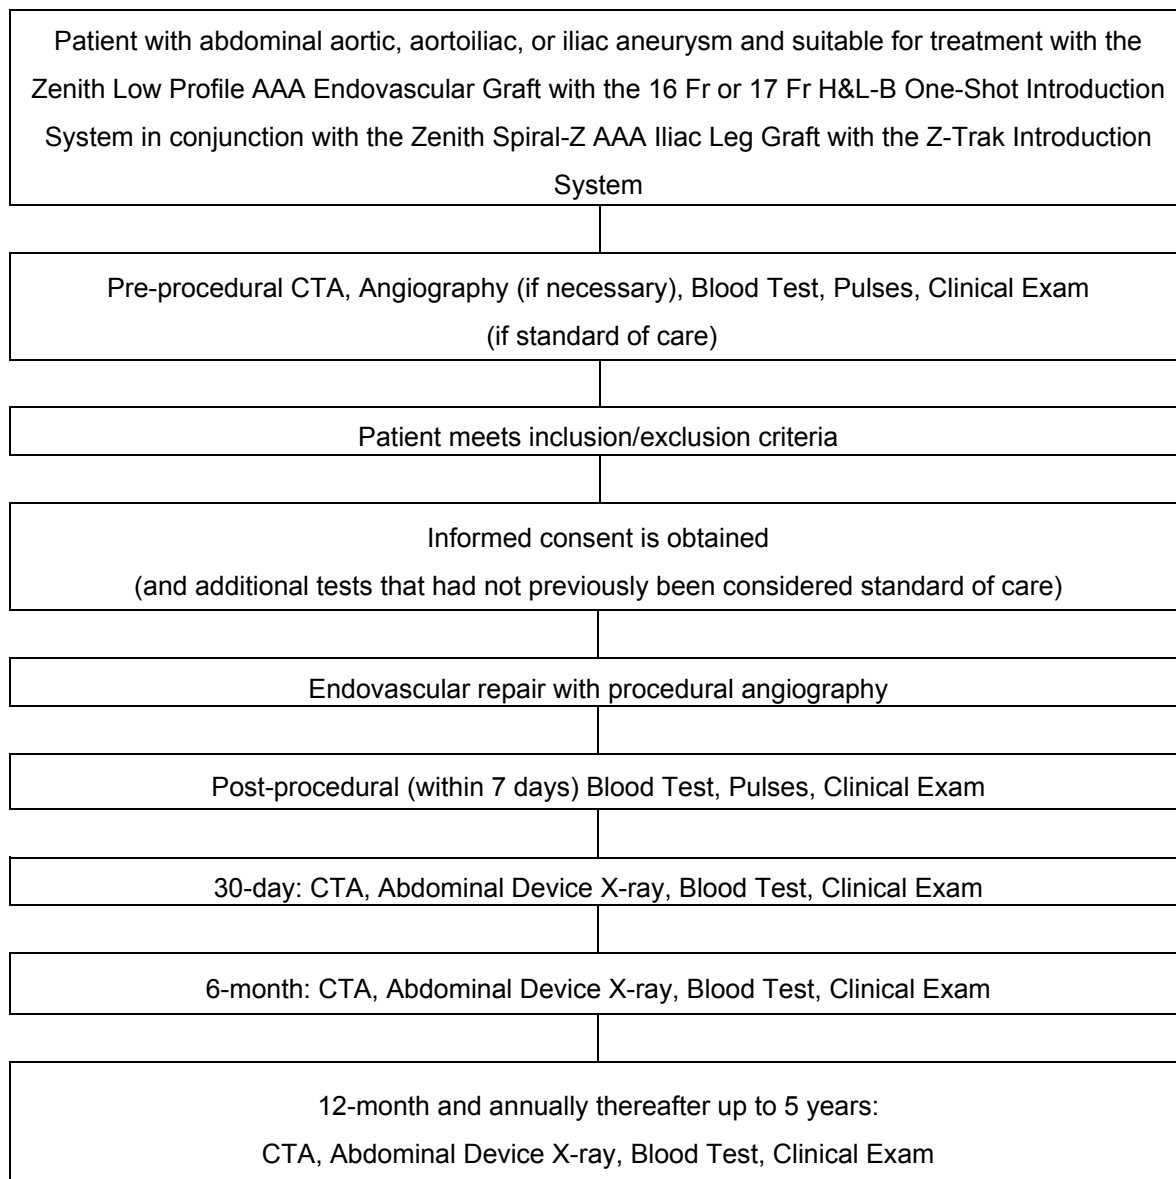 Patient with abdominal aortic, aortoiliac, or iliac aneurysm and suitable for treatment with the
Zenith Low Profile AAA Endovascular Graft with the 16 Fr or 17 Fr H&L-B One-Shot Introduction
System in conjunction with the Zenith Spiral-Z AAA Iliac Leg Graft with the Z-Trak Introduction
System
Pre-procedural CTA, Angiography (if necessary), Blood Test, Pulses, Clinical Exam
(if standard of care)
Patient meets inclusion/exclusion criteria
Informed consent is obtained
(and additional tests that had not previously been considered standard of care)
Endovascular repair with procedural angiography
Post-procedural (within 7 days) Blood Test, Pulses, Clinical Exam
30-day: CTA, Abdominal Device X-ray, Blood Test, Clinical Exam
6-month: CTA, Abdominal Device X-ray, Blood Test, Clinical Exam
12-month and annually thereafter up to 5 years:
CTA, Abdominal Device X-ray, Blood Test, Clinical Exam